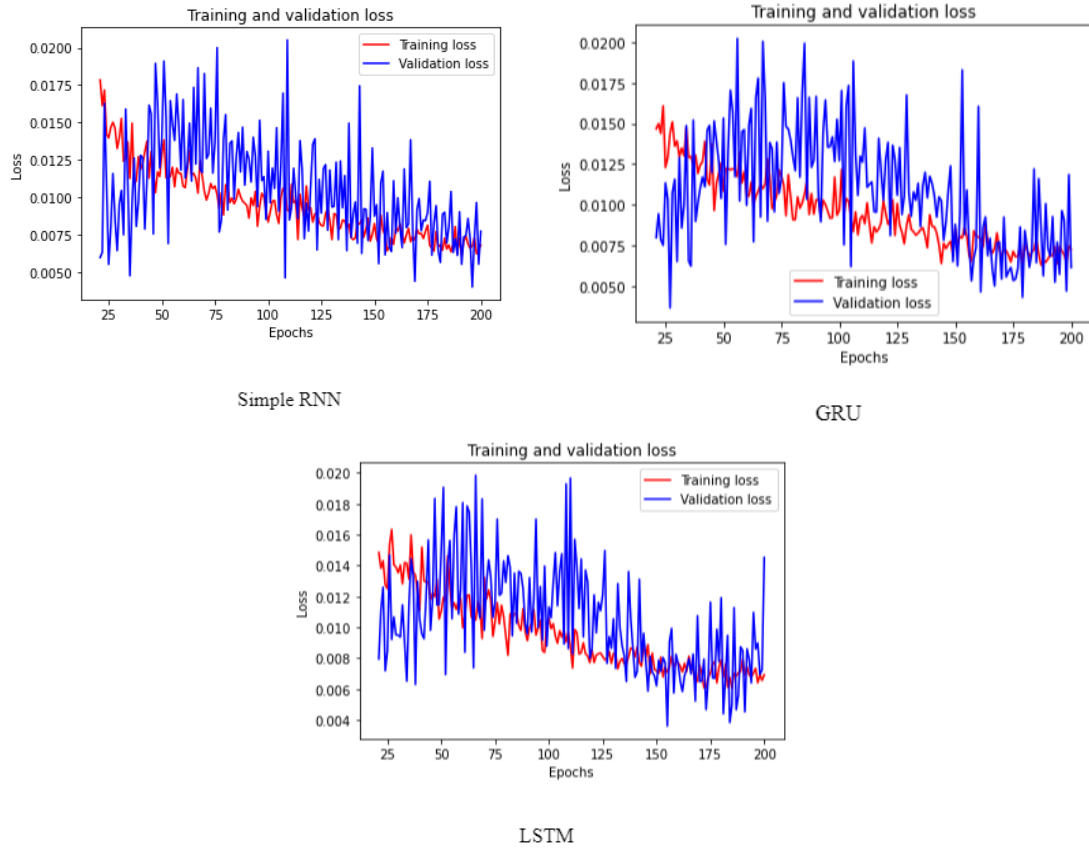 Training and validation loss
Training loss
Validation loss
0.0200
0.0175
0.0150
0.0125
0.0100
0.0075
0.0050
Loss
25 50 75 100 125 150 175 200
Epochs
Simple RNN
Training and validation loss
0.0200
0.0175
0.0150
0.0125
0.0100
0.0075
0.0050
Loss
Training loss
Validation loss
25 50 75 100 125 150 175 200
Epochs
GRU
Training and validation loss
Training loss
Validation loss
0.020
0.018
0.016
0.014
0.012
0.010
0.008
0.006
0.004
Loss
25 50 75 100 125 150 175 200
Epochs
LSTM